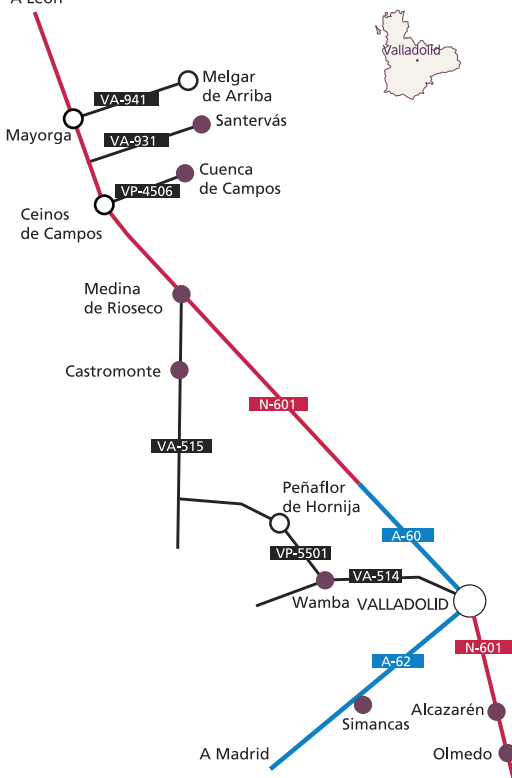 A León
Valladolid
Melgar
de Arriba
VA-941
Santervás
Mayorga
VA-931
Cuenca
de Campos
VP-4506
Ceinos
de Campos
Medina
de Rioseco
Castromonte
N-601
VA-515
Peñaflor
de Hornija
A-60
VP-5501
VA-514
Wamba
VALLADOLID
N-601
A-62
Alcazarén
Simancas
A Madrid
Olmedo